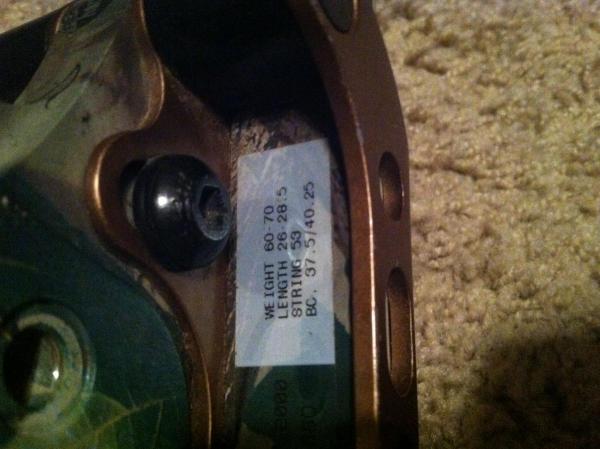 WEIGHT 60-70
LENGTH 26-28.5
STRING 53
BC. 37.5/40.25